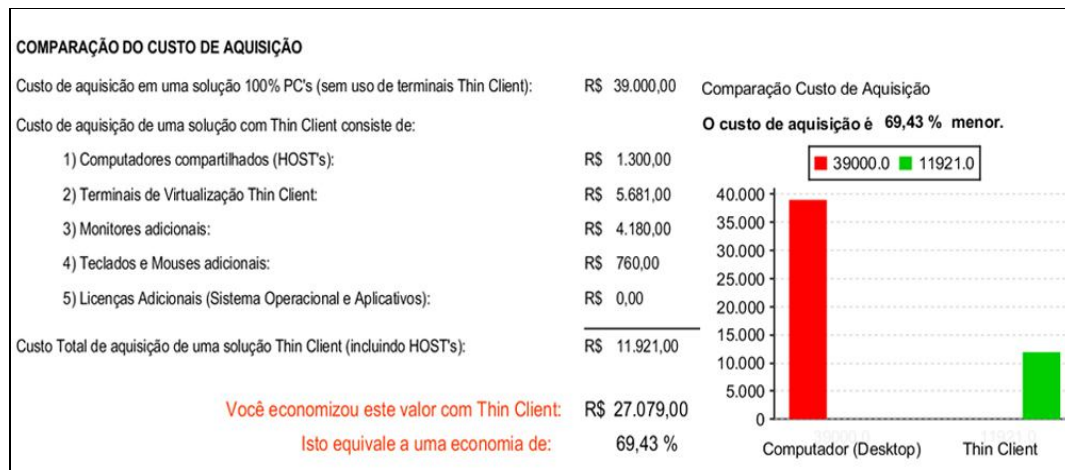 COMPARAÇÃO DO CUSTO DE AQUISIÇÃO
Custo de aquisicão em uma solução 100% PC's (sem uso de terminais Thin Client): R$ 39.000,00
Custo de aquisição de uma solução com Thin Client consiste de:
1) Computadores compartilhados (HOST's): R$ 1.300,00
2) Terminais de Virtualização Thin Client: R$ 5.681,00
3) Monitores adicionais: R$ 4.180,00
4) Teclados e Mouses adicionais: R$ 760,00
5) Licenças Adicionais (Sistema Operacional e Aplicativos): R$ 0,00
Custo Total de aquisição de uma solução Thin Client (incluindo HOST's): R$ 11.921,00
Você economizou este valor com Thin Client: R$ 27.079,00
Isto equivale a uma economia de: 69,43 %
Comparação Custo de Aquisição
O custo de aquisição é 69,43 % menor.
39000.0 11921.0
40.000
35.000
30.000
25.000
20.000
15.000
10.000
5.000
0
39000.0 11921.0
Computador (Desktop) Thin Client